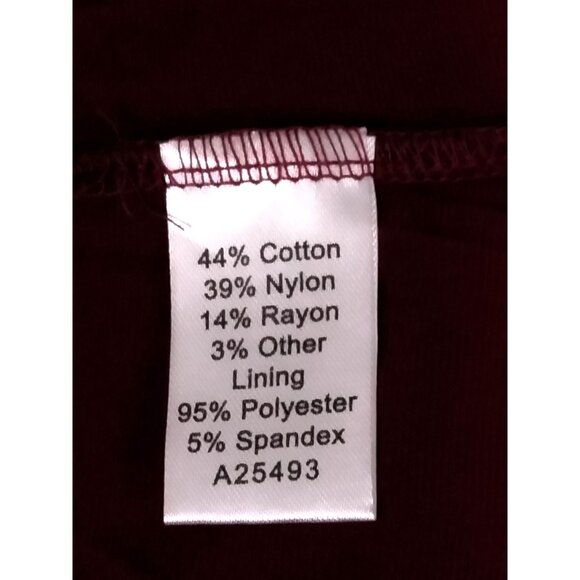 44% Cotton
39% Nylon
14% Rayon
3% Other
Lining
95% Polyester
5% Spandex
A25493